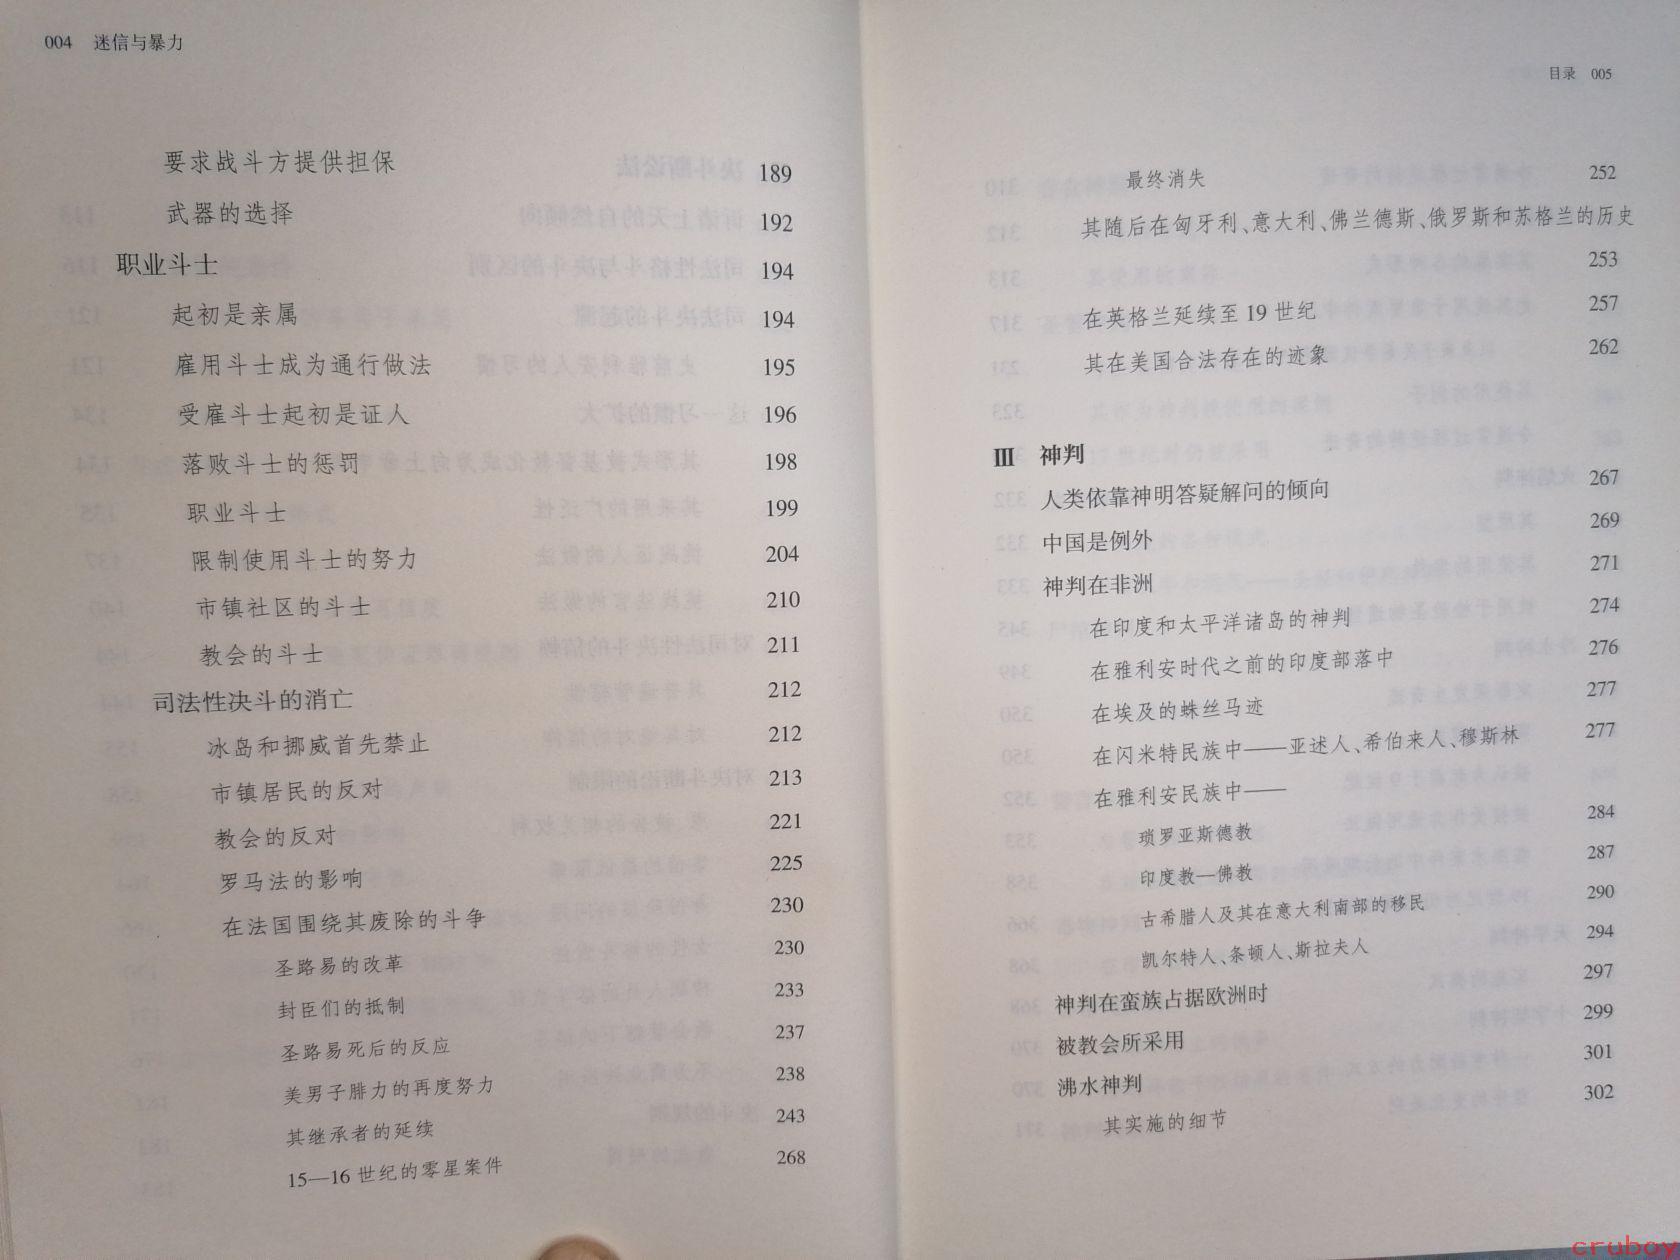 004 迷信与暴力
要求战斗方提供担保 189
武器的选择 192
职业斗士 194
起初是亲属 194
雇用斗士成为通行做法 195
受雇斗士起初是证人 196
落败斗士的惩罚 198
职业斗士 199
限制使用斗士的努力 204
市镇社区的斗士 210
教会的斗士 211
司法性决斗的消亡 212
冰岛和挪威首先禁止 212
市镇居民的反对 213
教会的反对 221
罗马法的影响 225
在法国围绕其废除的斗争 230
圣路易的改革 230
封臣们的抵制 233
圣路易死后的反应 237
美男子腓力的再度努力 238
其继承者的延续 243
15—16 世纪的零星案件 268
目录 005
最终消失 252
其随后在匈牙利、意大利、佛兰德斯、俄罗斯和苏格兰的历史
253
在英格兰延续至 19 世纪 257
其在美国合法存在的迹象 262
III 神判
人类依靠神明答疑解问的倾向 267
中国是例外 269
神判在非洲 271
在印度和太平洋诸岛的神判 274
在雅利安时代之前的印度部落中 276
在埃及的蛛丝马迹 277
在闪米特民族中——亚述人、希伯来人、穆斯林 277
在雅利安民族中——
琐罗亚斯德教 284
印度教—佛教 287
古希腊人及其在意大利南部的移民 290
凯尔特人、条顿人、斯拉夫人 294
神判在蛮族占据欧洲时 297
被教会所采用 299
沸水神判 301
其实施的细节 302
cruboy